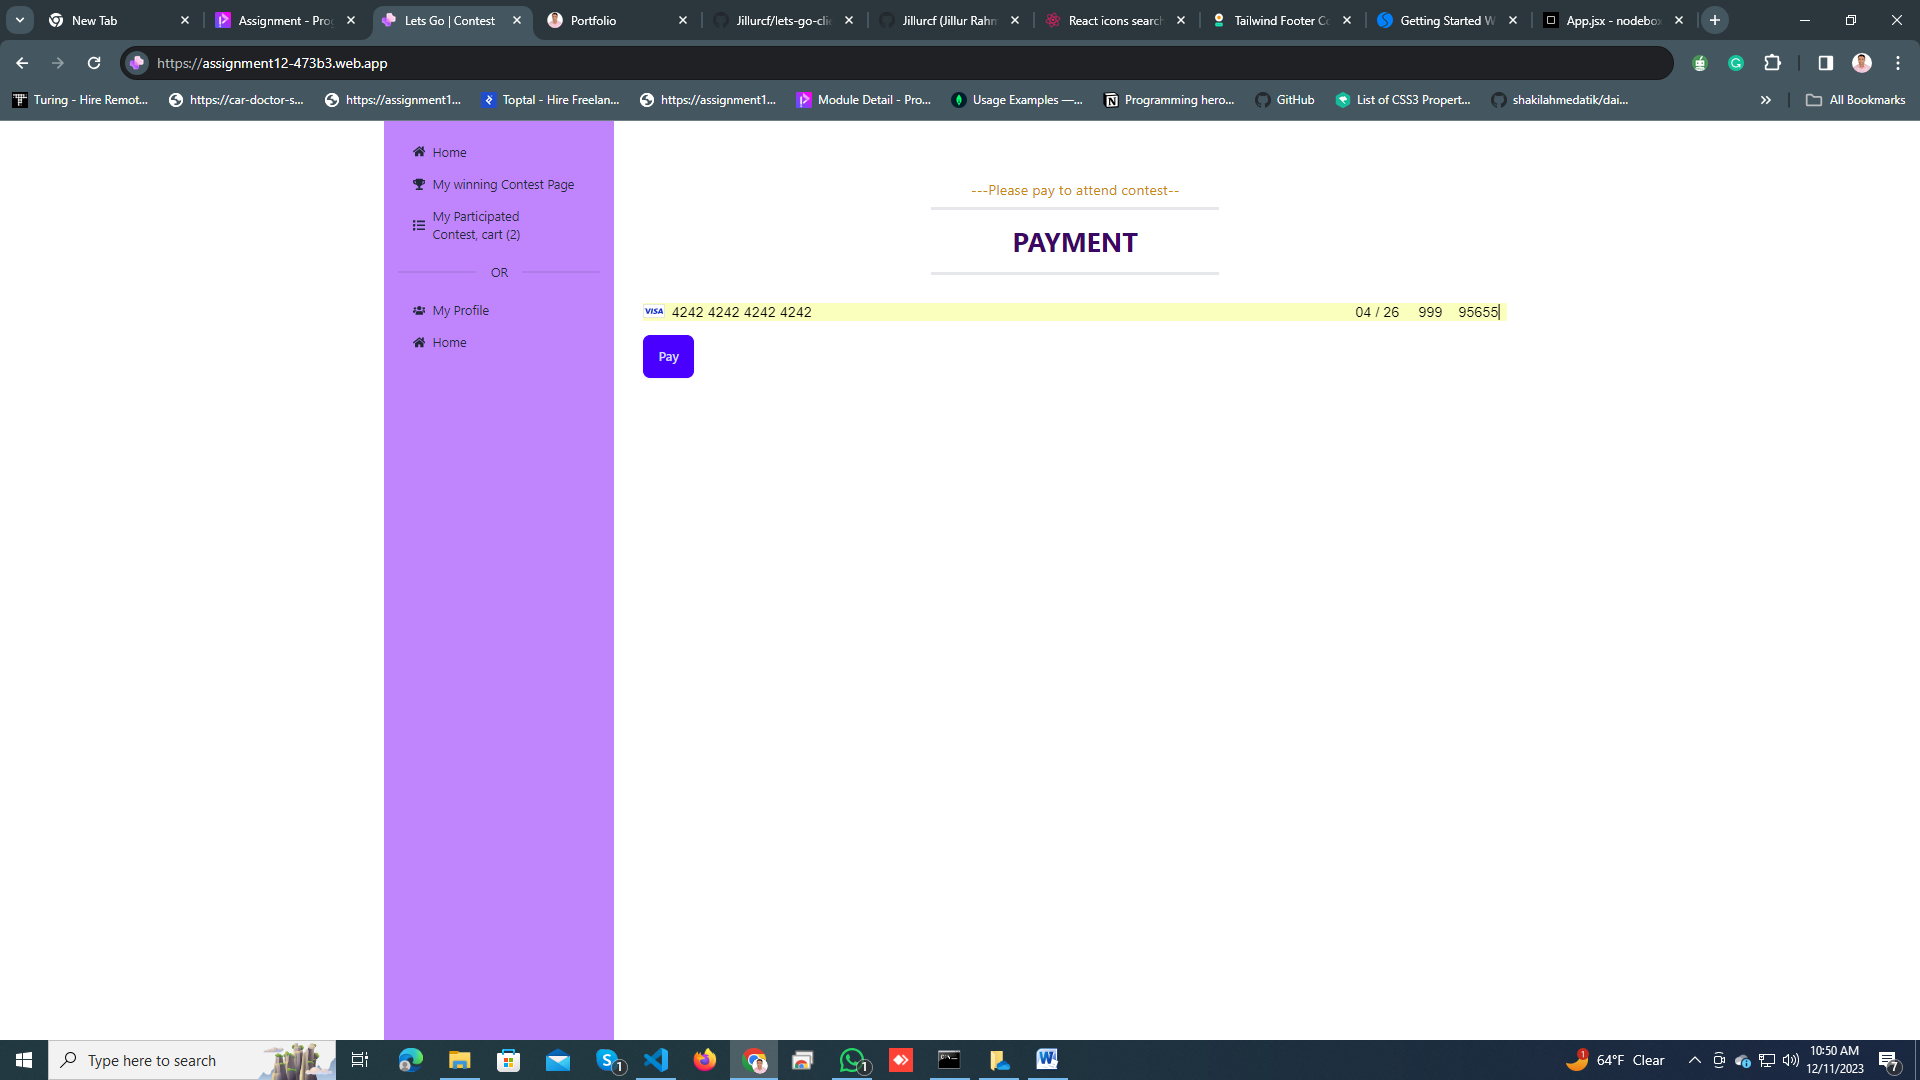 New Tab
Assignment - Pro
Lets Go | Contest
Portfolio
Jillurcf/lets-go-clie
Jillurcf (Jillur Rahm
React icons search
Tailwind Footer Co
Getting Started W
App.jsx - nodebox
https://assignment12-473b3.web.app
Turing - Hire Remot...
https://car-doctor-s...
https://assignment1...
Toptal - Hire Freelan...
https://assignment1...
Module Detail - Pro...
Usage Examples —...
Programming hero...
GitHub
List of CSS3 Propert...
shakilahmedatik/dai...
All Bookmarks
Home
My winning Contest Page
My Participated
Contest, cart (2)
OR
My Profile
Home
---Please pay to attend contest--
PAYMENT
VISA 4242 4242 4242 4242 04 / 26 999 95655
Pay
Type here to search
64°F Clear
10:50 AM
12/11/2023